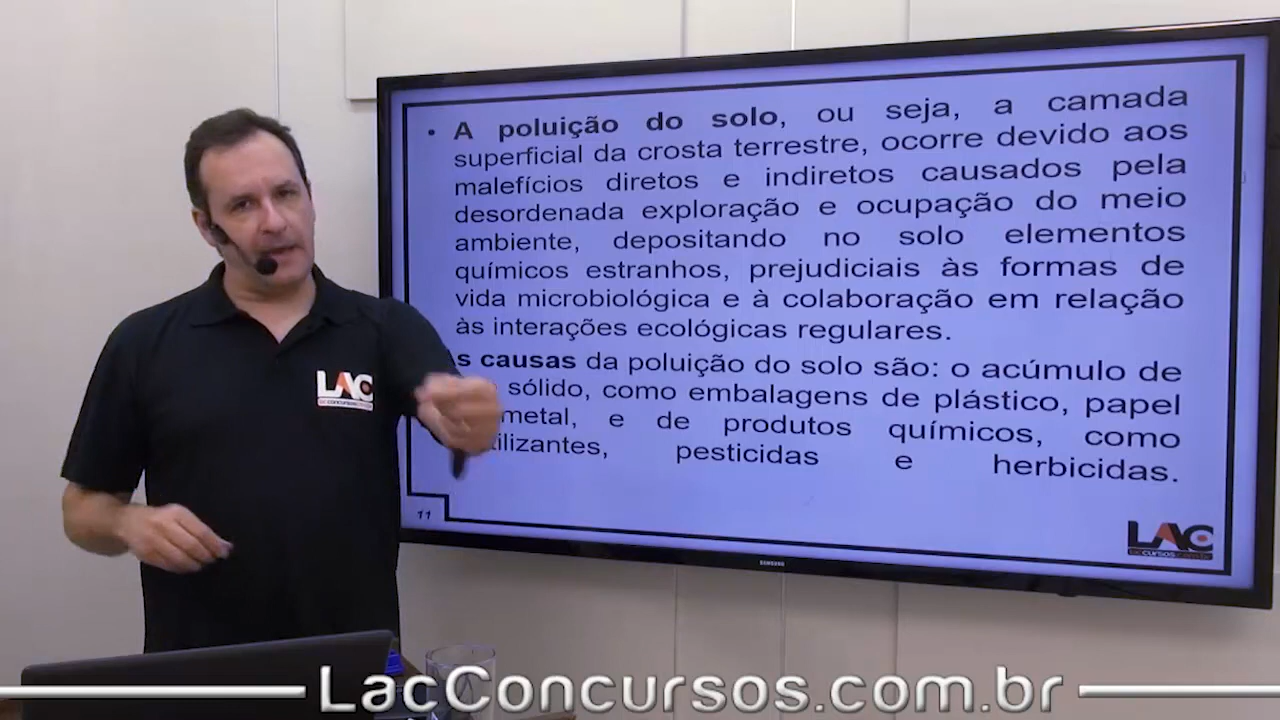 • A poluição do solo, ou seja, a camada
superficial da crosta terrestre, ocorre devido aos
malefícios diretos e indiretos causados pela
desordenada exploração e ocupação do meio
ambiente, depositando no solo elementos
químicos estranhos, prejudiciais às formas de
vida microbiológica e à colaboração em relação
às interações ecológicas regulares.
causas da poluição do solo são: o acúmulo de
sólido, como embalagens de plástico, papel
metal, e de produtos químicos, como
pesticidas e herbicidas.
11
LAC
SAMSUNG
LAC
LacConcursos.com.br